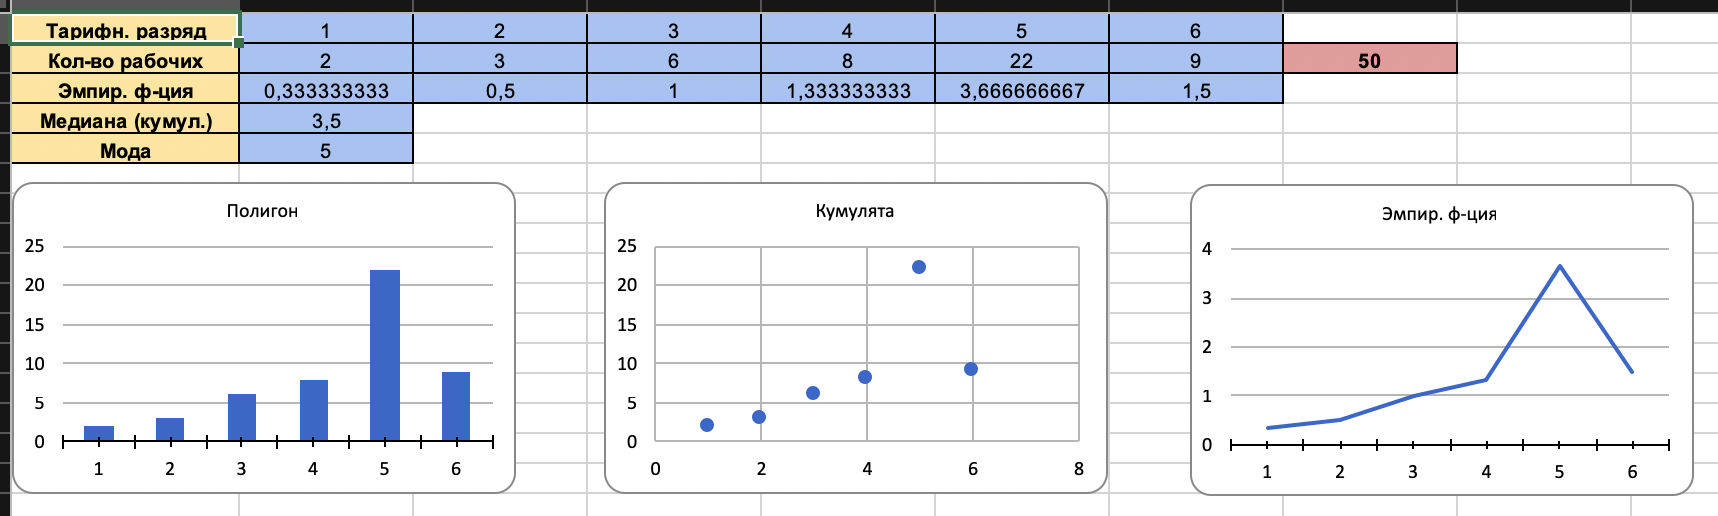 Тарифн. разряд 1 2 3 4 5 6
Кол-во рабочих 2 3 6 8 22 9 50
Эмпир. ф-ция 0,333333333 0,5 1 1,333333333 3,666666667 1,5
Медиана (кумул.) 3,5
Мода 5
Полигон
25
20
15
10
5
0
1 2 3 4 5 6
Кумулята
25
20
15
10
5
0
0 2 4 6 8
Эмпир. ф-ция
4
3
2
1
0
1 2 3 4 5 6